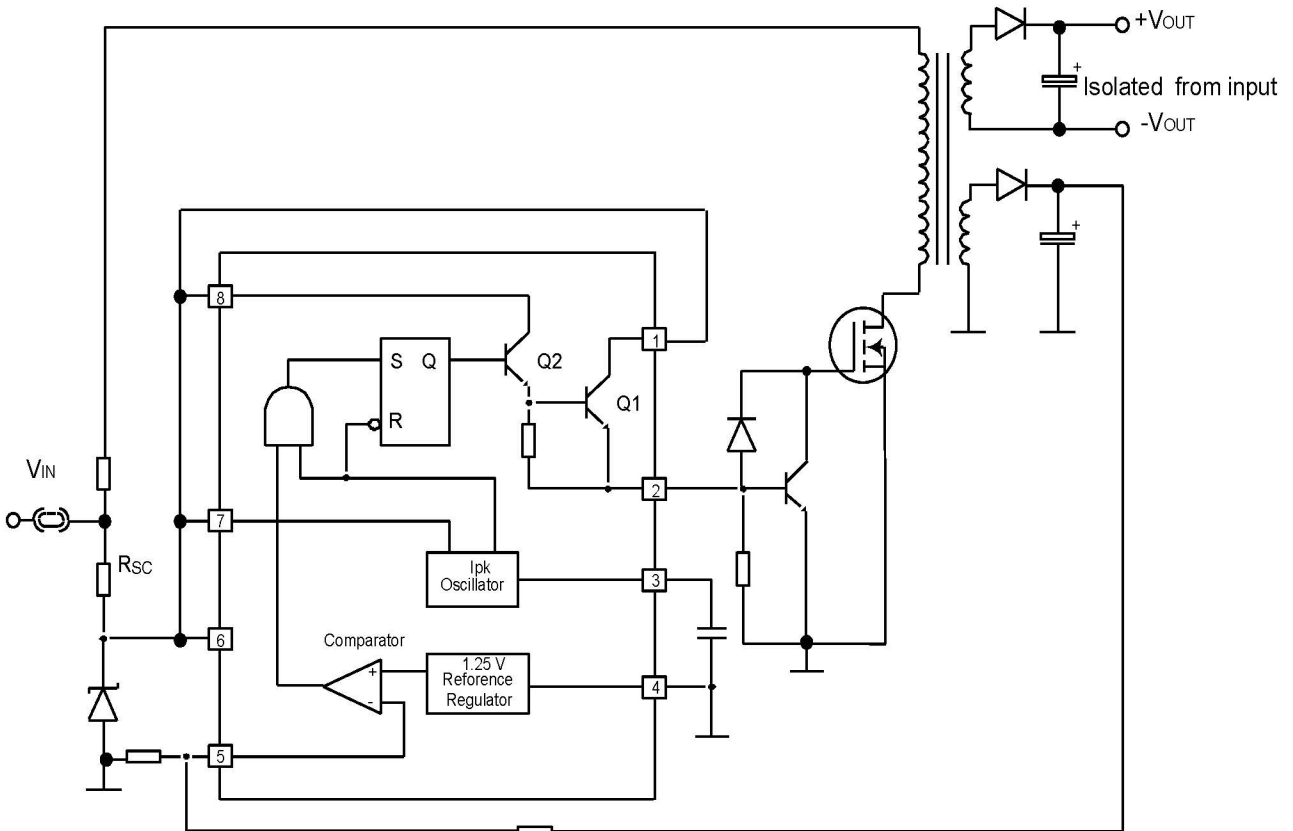 +VOUT
+
Isolated from input
-VOUT
+
8
1
S Q
Q2
R
Q1
VIN
2
7
RSC
Ipk
Oscillator
3
6
Comparator
+
-
1.25 V
Reforence
Rogulator
4
5